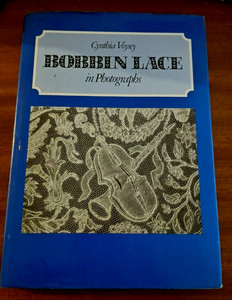 Cynthia Voysey
BOBBIN LACE
in Photographs